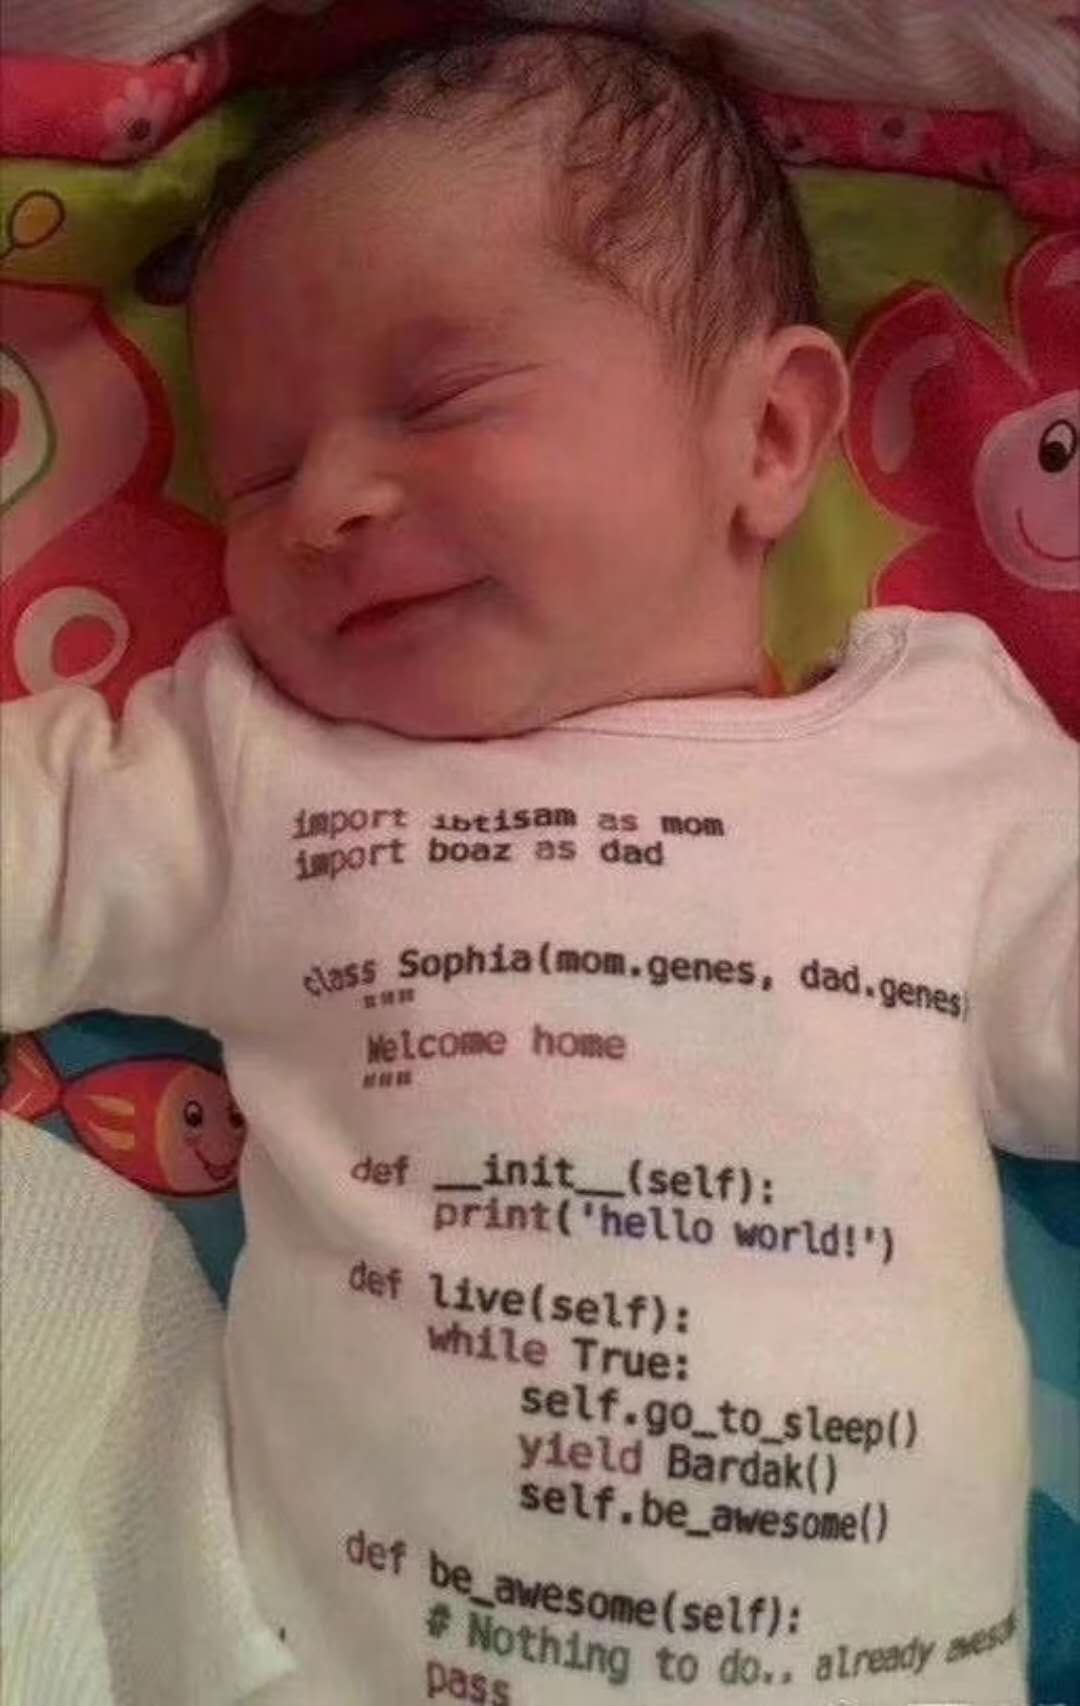 import ibtisam as mom
import boaz as dad
class Sophia(mom.genes, dad.genes)
"""
Welcome home
"""
def __init__(self):
print('hello world!')
def live(self):
while True:
self.go_to_sleep()
yield Bardak()
self.be_awesome()
def be_awesome(self):
# Nothing to do.. already
pass